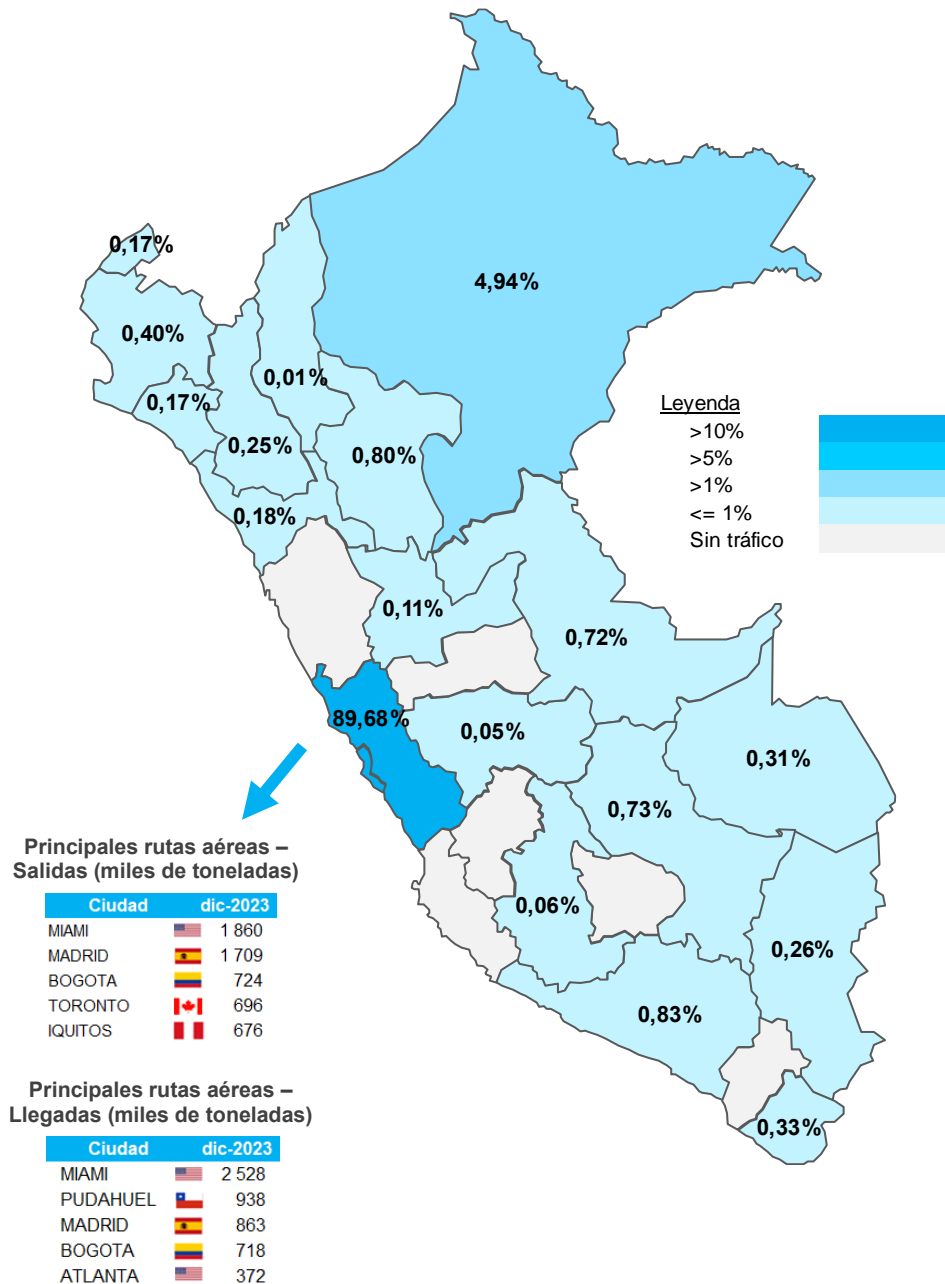 0,17%
4,94%
0,40%
0,01%
0,17%
0,25%
0,80%
0,18%
Leyenda
>10%
>5%
>1%
<= 1%
Sin tráfico
0,11%
0,72%
89,68%
0,05%
0,31%
0,73%
0,06%
0,26%
0,83%
0,33%
Principales rutas aéreas –
Salidas (miles de toneladas)
Ciudad dic-2023
MIAMI 1 860
MADRID 1 709
BOGOTA 724
TORONTO 696
IQUITOS 676
Principales rutas aéreas –
Llegadas (miles de toneladas)
Ciudad dic-2023
MIAMI 2 528
PUDAHUEL 938
MADRID 863
BOGOTA 718
ATLANTA 372